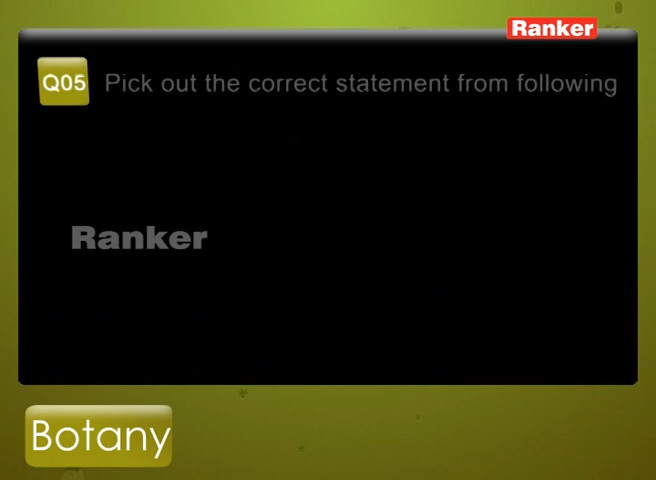 Ranker
Q05 Pick out the correct statement from following
Ranker
Botany